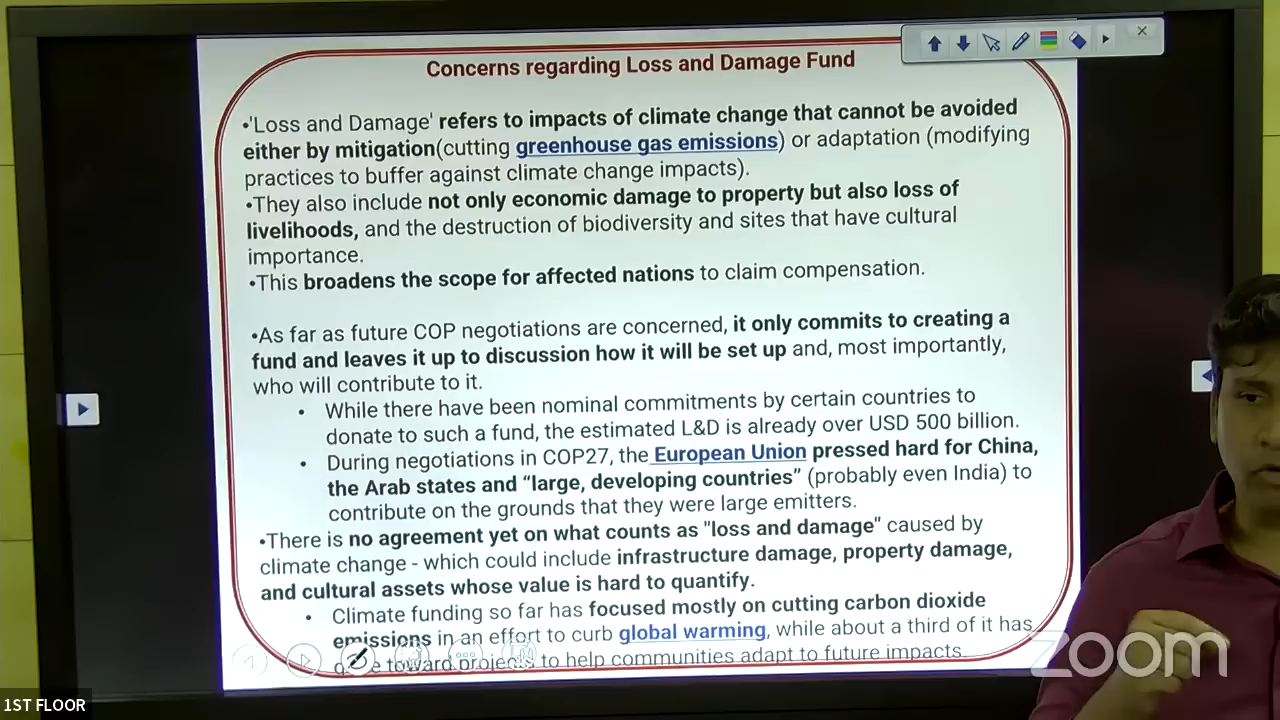 Concerns regarding Loss and Damage Fund
•'Loss and Damage' refers to impacts of climate change that cannot be avoided
either by mitigation(cutting greenhouse gas emissions) or adaptation (modifying
practices to buffer against climate change impacts).
•They also include not only economic damage to property but also loss of
livelihoods, and the destruction of biodiversity and sites that have cultural
importance.
•This broadens the scope for affected nations to claim compensation.
•As far as future COP negotiations are concerned, it only commits to creating a
fund and leaves it up to discussion how it will be set up and, most importantly,
who will contribute to it.
• While there have been nominal commitments by certain countries to
donate to such a fund, the estimated L&D is already over USD 500 billion.
• During negotiations in COP27, the European Union pressed hard for China,
the Arab states and “large, developing countries” (probably even India) to
contribute on the grounds that they were large emitters.
•There is no agreement yet on what counts as "loss and damage" caused by
climate change - which could include infrastructure damage, property damage,
and cultural assets whose value is hard to quantify.
• Climate funding so far has focused mostly on cutting carbon dioxide
emissions in an effort to curb global warming, while about a third of it has
toward projects to help communities adapt to future impacts.
zoom
1ST FLOOR